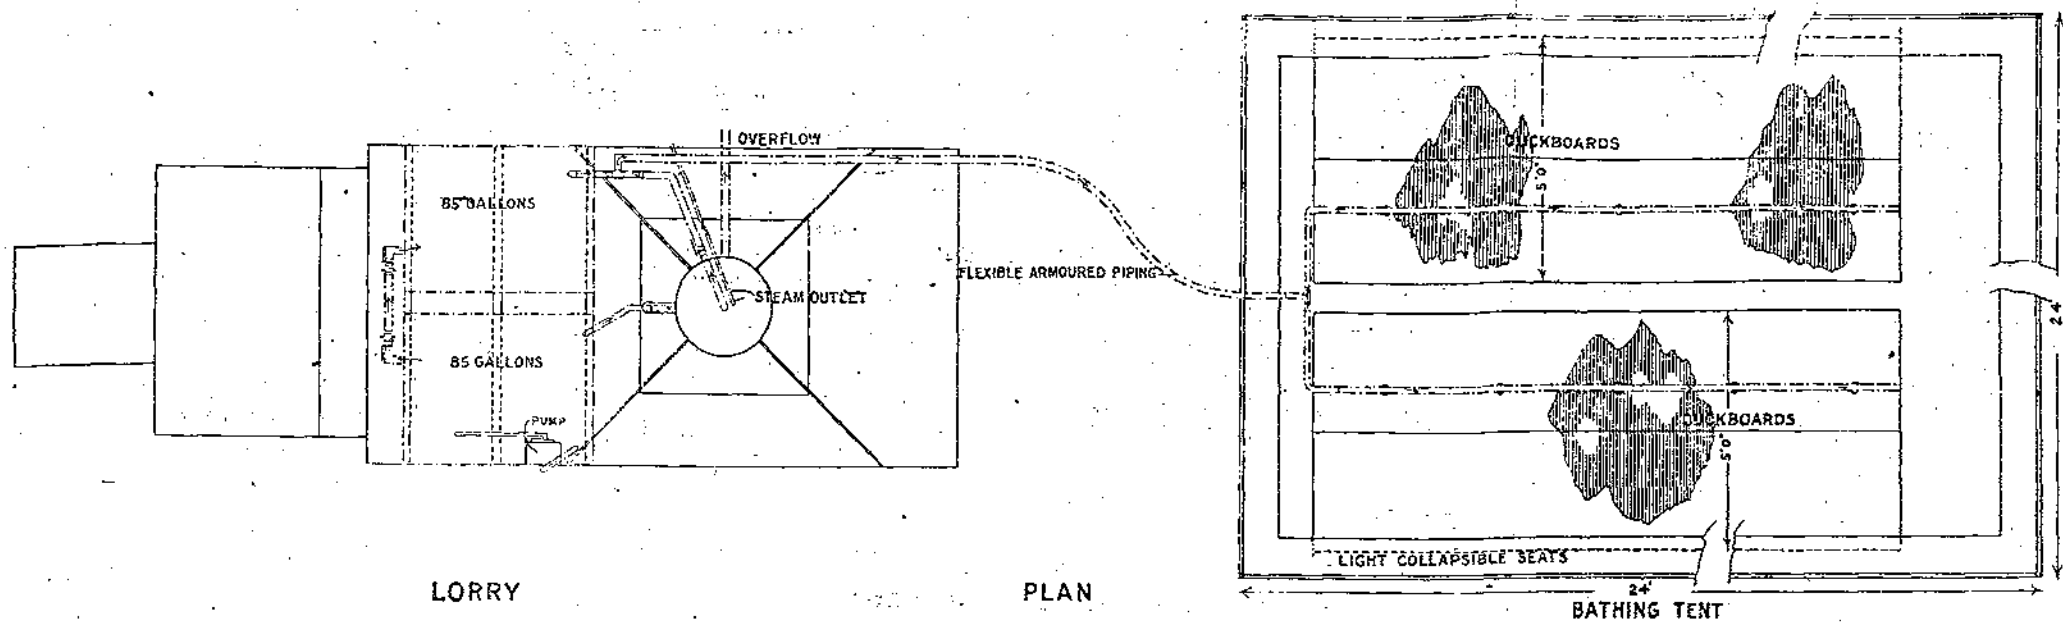 OVERFLOW
85 GALLONS
STEAM OUTLET
85 GALLONS
PUMP
FLEXIBLE ARMOURED PIPING
DUCKBOARDS
5'0"
24'
DUCKBOARDS
5'0"
LIGHT COLLAPSIBLE SEATS
24'
LORRY
PLAN
BATHING TENT